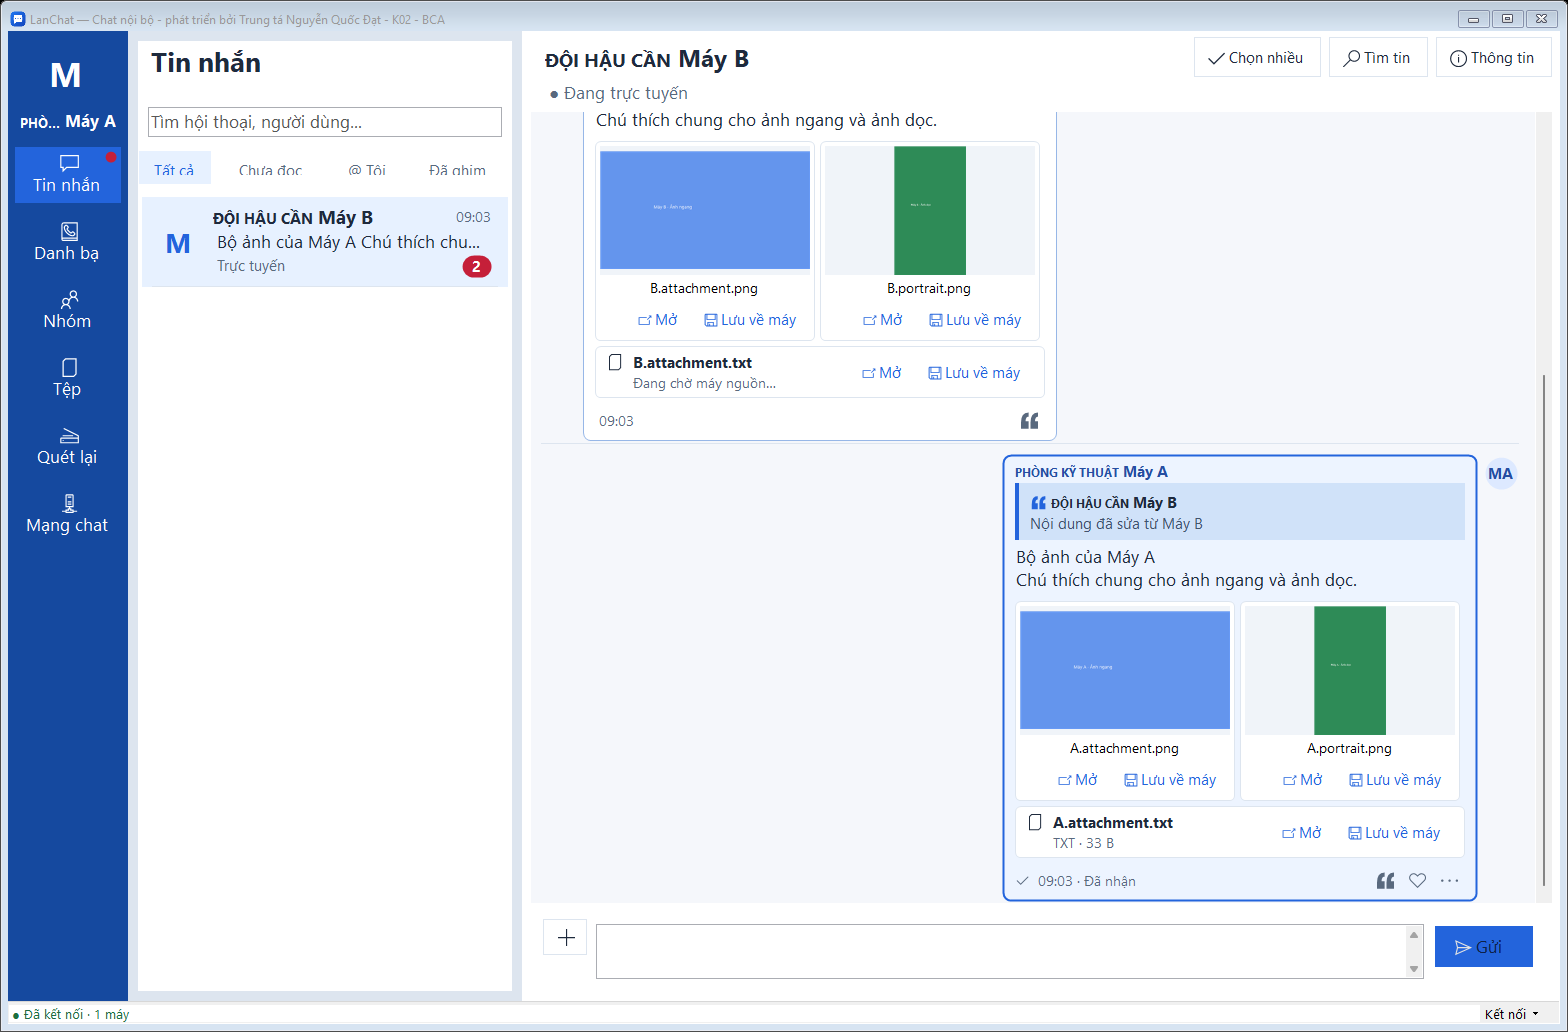 LanChat — Chat nội bộ - phát triển bởi Trung tá Nguyễn Quốc Đạt - K02 - BCA
M
PHÒ... Máy A
Tin nhắn
Danh bạ
Nhóm
Tệp
Quét lại
Mạng chat
Tin nhắn
Tìm hội thoại, người dùng...
Tất cả
Chưa đọc
@ Tôi
Đã ghim
M
ĐỘI HẬU CẦN Máy B
09:03
Bộ ảnh của Máy A Chú thích chu...
Trực tuyến
2
ĐỘI HẬU CẦN Máy B
● Đang trực tuyến
Chọn nhiều
Tìm tin
Thông tin
Chú thích chung cho ảnh ngang và ảnh dọc.
Máy B - Ảnh ngang
B.attachment.png
Mở
Lưu về máy
B.portrait.png
Mở
Lưu về máy
B.attachment.txt
Đang chờ máy nguồn...
Mở
Lưu về máy
09:03
PHÒNG KỸ THUẬT Máy A
MA
ĐỘI HẬU CẦN Máy B
Nội dung đã sửa từ Máy B
Bộ ảnh của Máy A
Chú thích chung cho ảnh ngang và ảnh dọc.
Máy A - Ảnh ngang
A.attachment.png
Mở
Lưu về máy
A.portrait.png
Mở
Lưu về máy
A.attachment.txt
TXT · 33 B
Mở
Lưu về máy
09:03 · Đã nhận
Gửi
● Đã kết nối · 1 máy
Kết nối